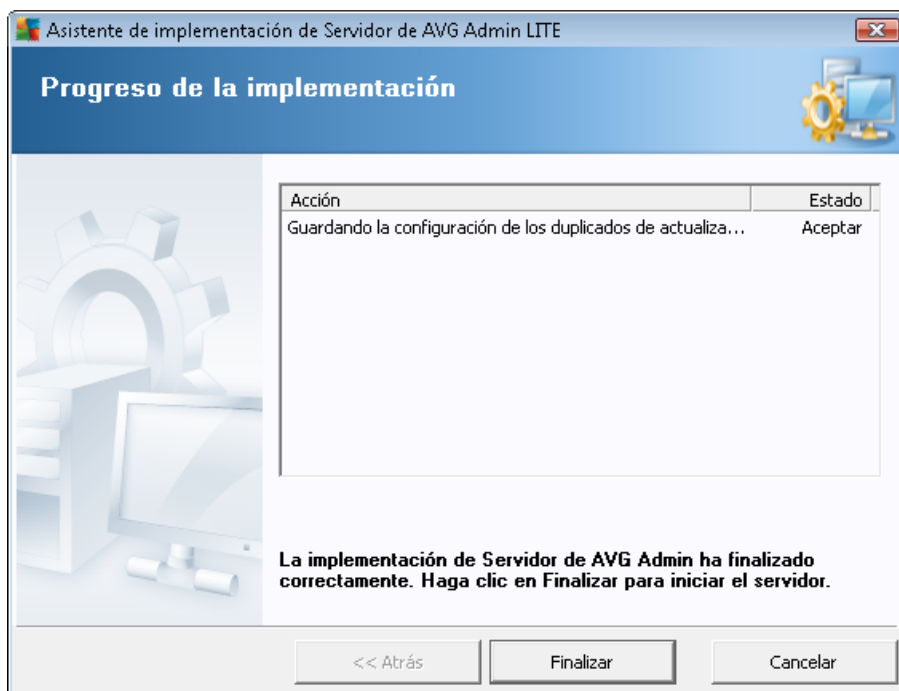 Asistente de implementación de Servidor de AVG Admin LITE
Progreso de la implementación
Acción Estado
Guardando la configuración de los duplicados de actualiza... Aceptar
La implementación de Servidor de AVG Admin ha finalizado
correctamente. Haga clic en Finalizar para iniciar el servidor.
<< Atrás Finalizar Cancelar